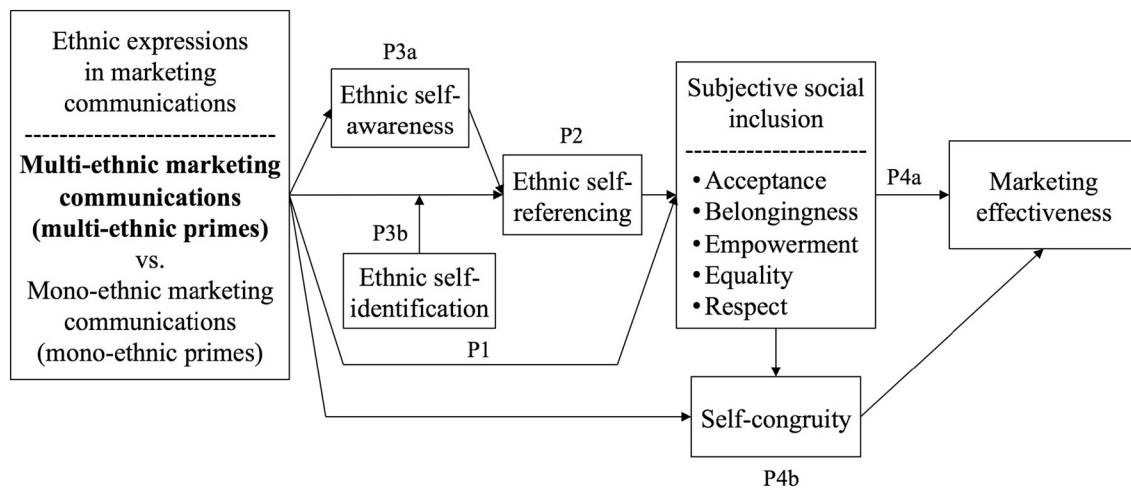 Ethnic expressions
in marketing
communications
Multi-ethnic marketing
communications
(multi-ethnic primes)
vs.
Mono-ethnic marketing
communications
(mono-ethnic primes)
P3a
Ethnic self-
awareness
P2
Ethnic self-
referencing
P3b
Ethnic self-
identification
P1
Subjective social
inclusion
• Acceptance
• Belongingness
• Empowerment
• Equality
• Respect
P4a
Marketing
effectiveness
Self-congruity
P4b